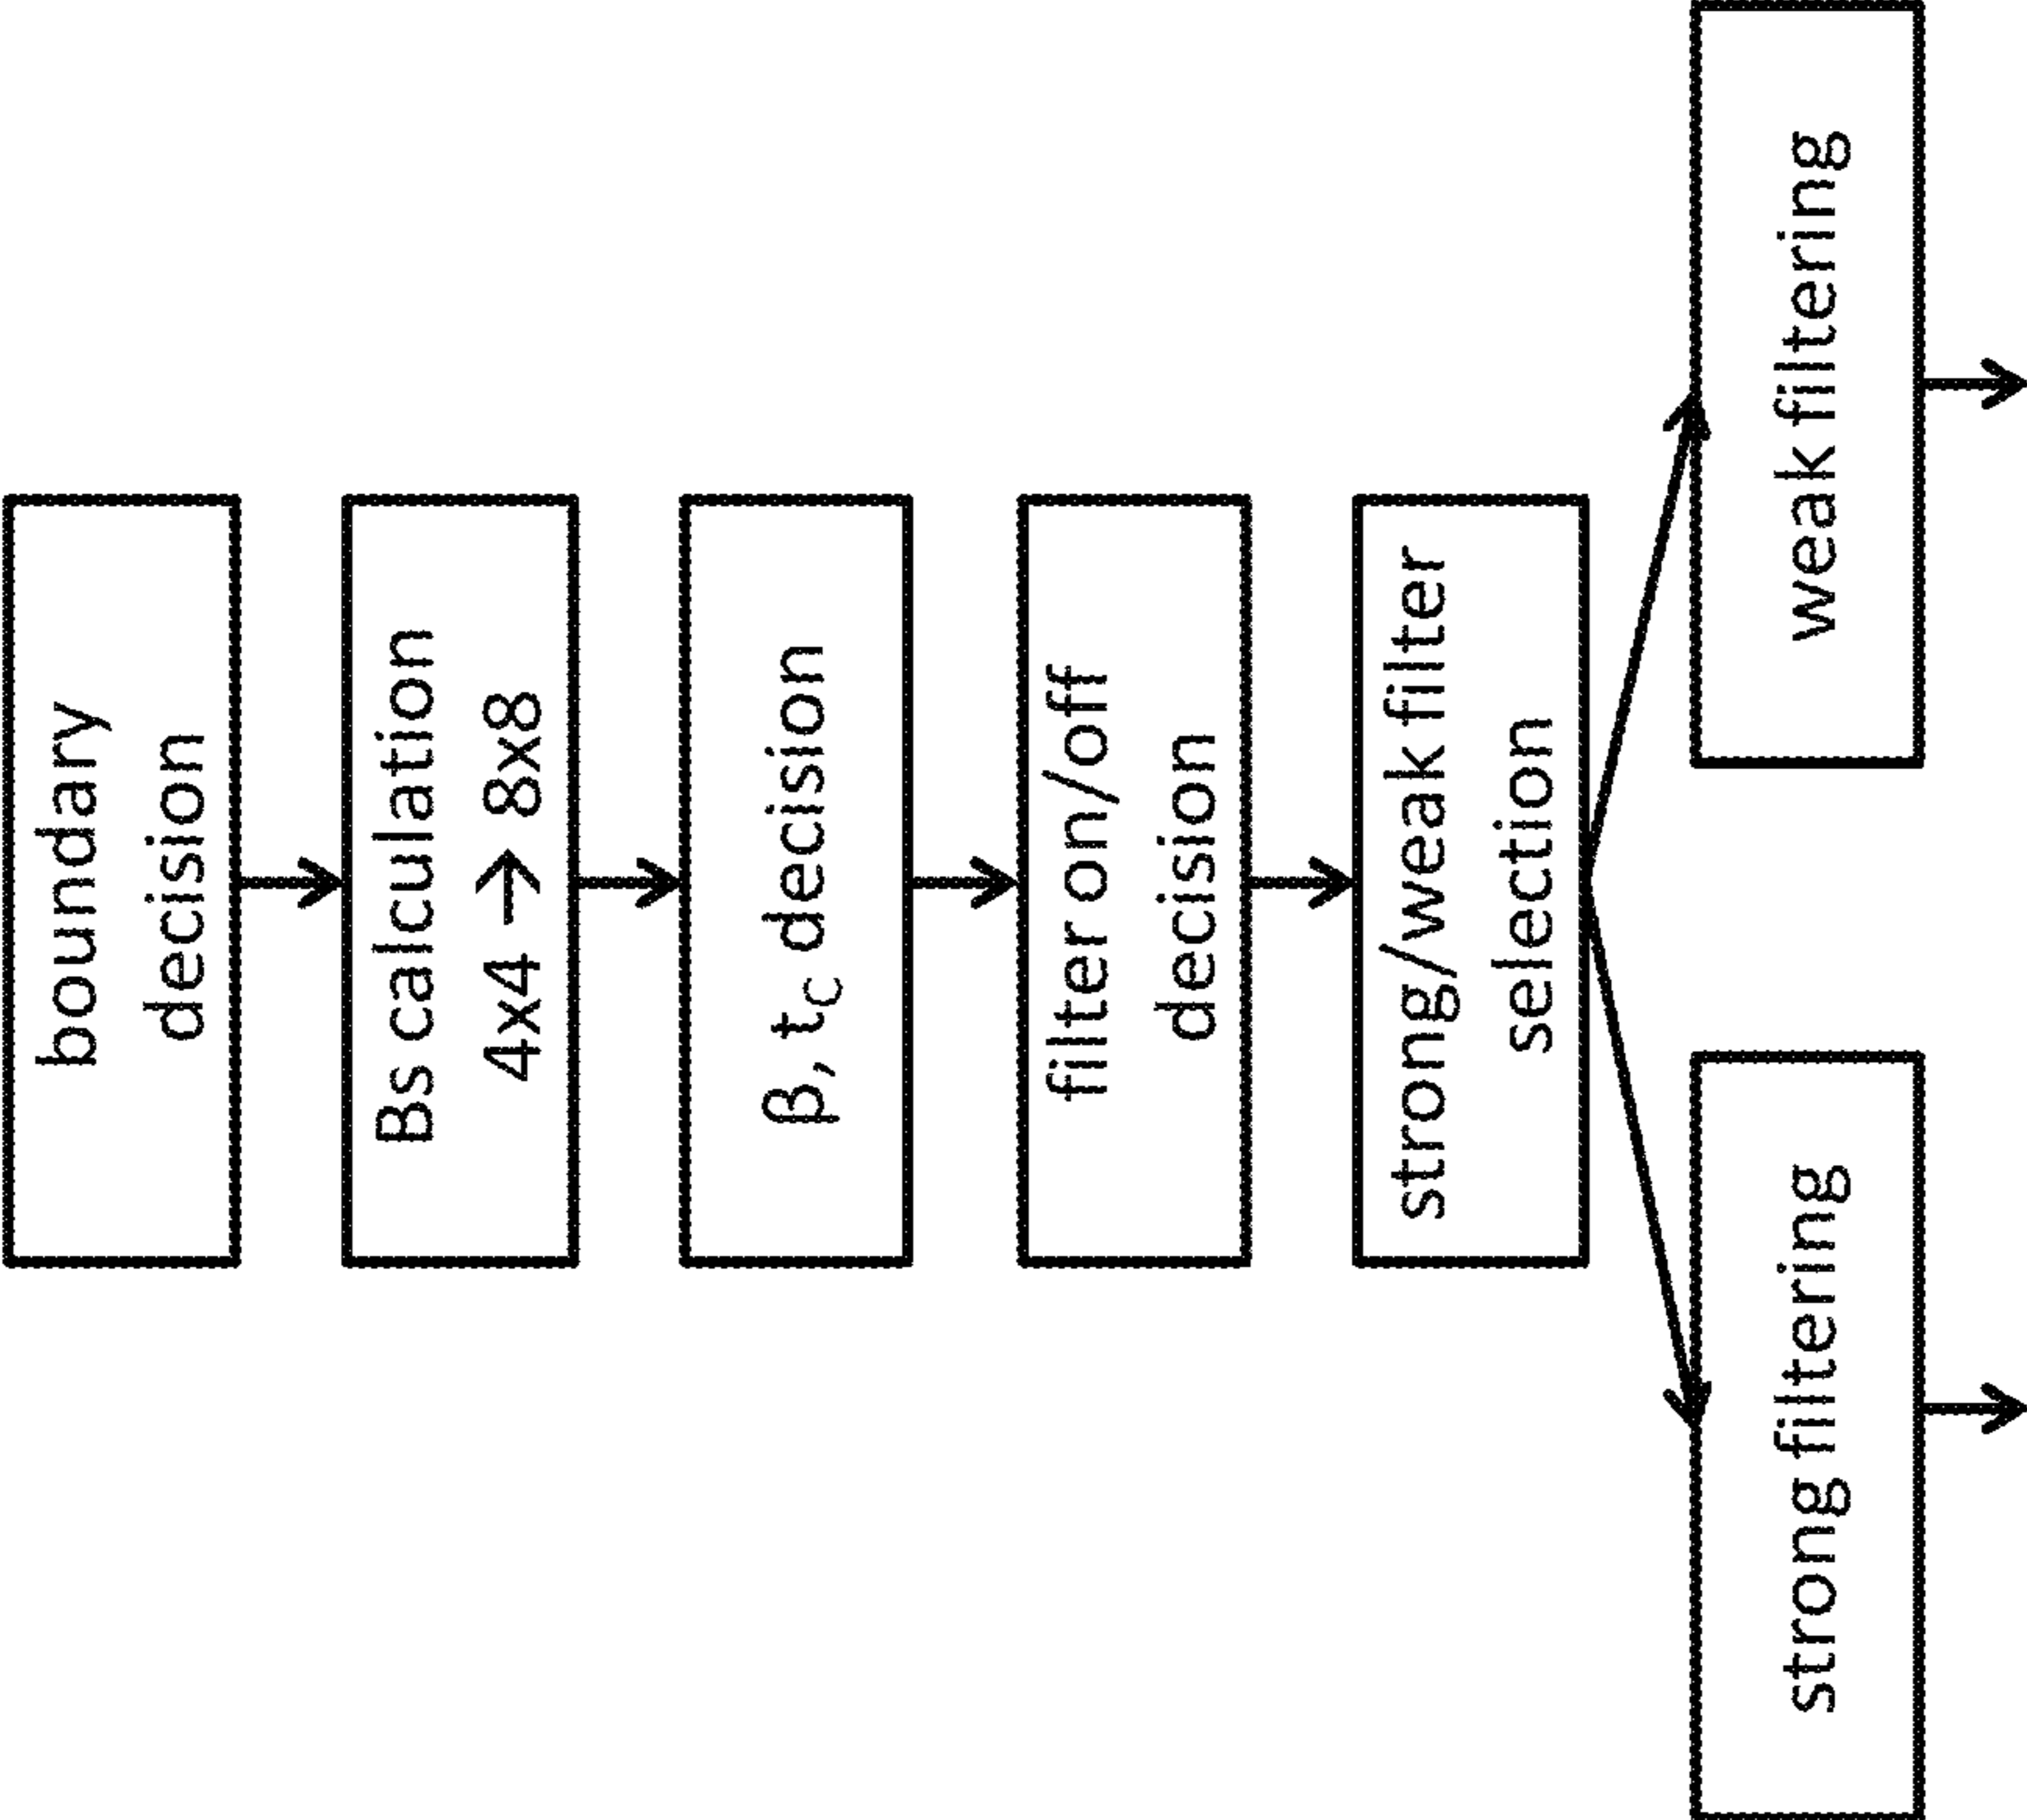 boundary
decision
Bs calculation
4x4 → 8x8
β, t_C decision
filter on/off
decision
strong/weak filter
selection
strong filtering
weak filtering